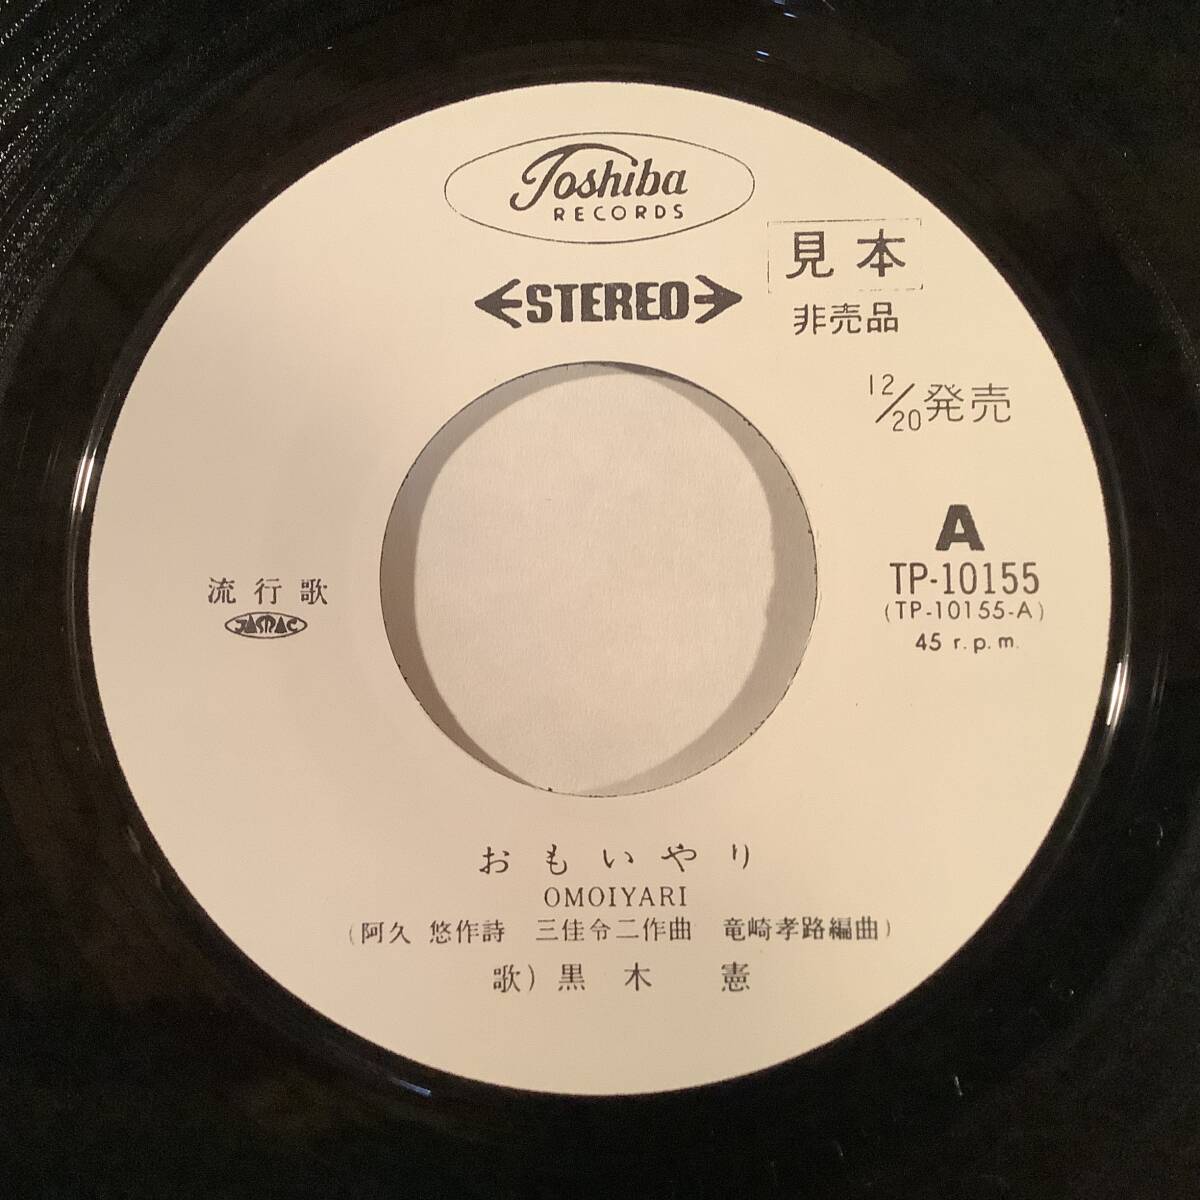 Toshiba
RECORDS
STEREO
見本
非売品
12/20発売
A
TP-10155
(TP-10155-A)
45 r.p.m.
流行歌
JASRAC
おもいやり
OMOIYARI
(阿久 悠作詩 三佳令二作曲 竜崎孝路編曲)
歌)黒木 憲